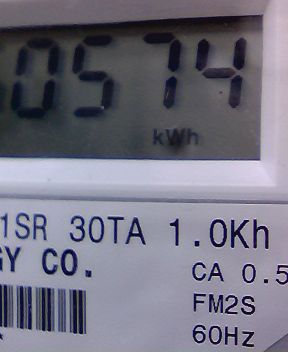 0574
kWh
1SR 30TA 1.0Kh
GY CO.
CA 0.5
FM2S
60Hz